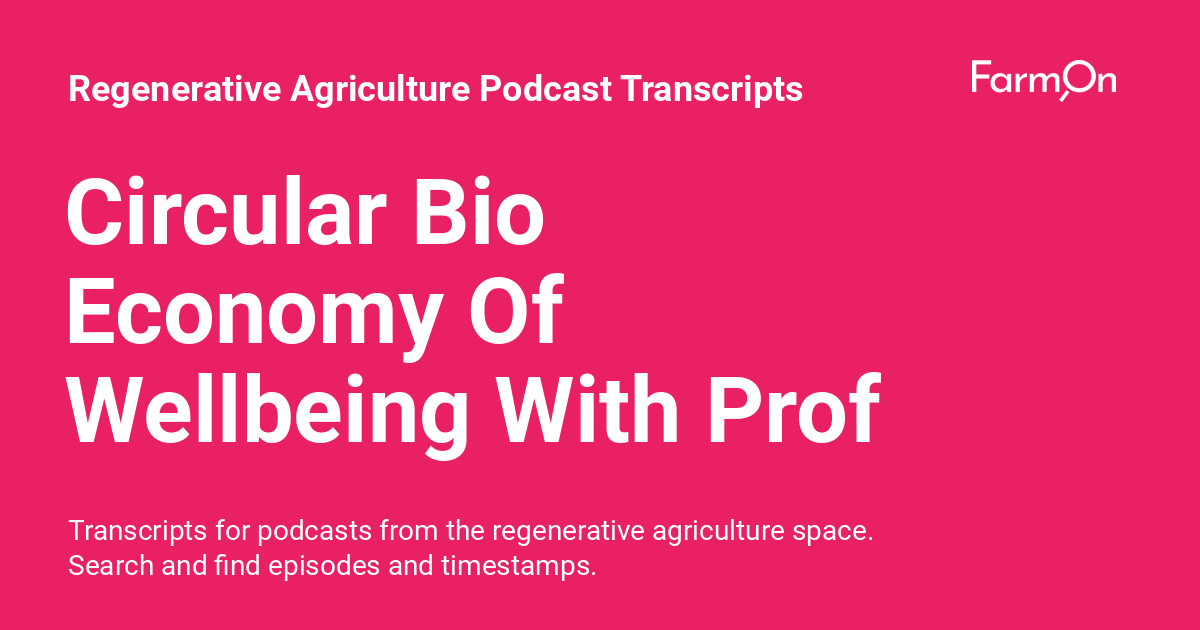 Regenerative Agriculture Podcast Transcripts
FarmOn
Circular Bio
Economy Of
Wellbeing With Prof
Transcripts for podcasts from the regenerative agriculture space.
Search and find episodes and timestamps.